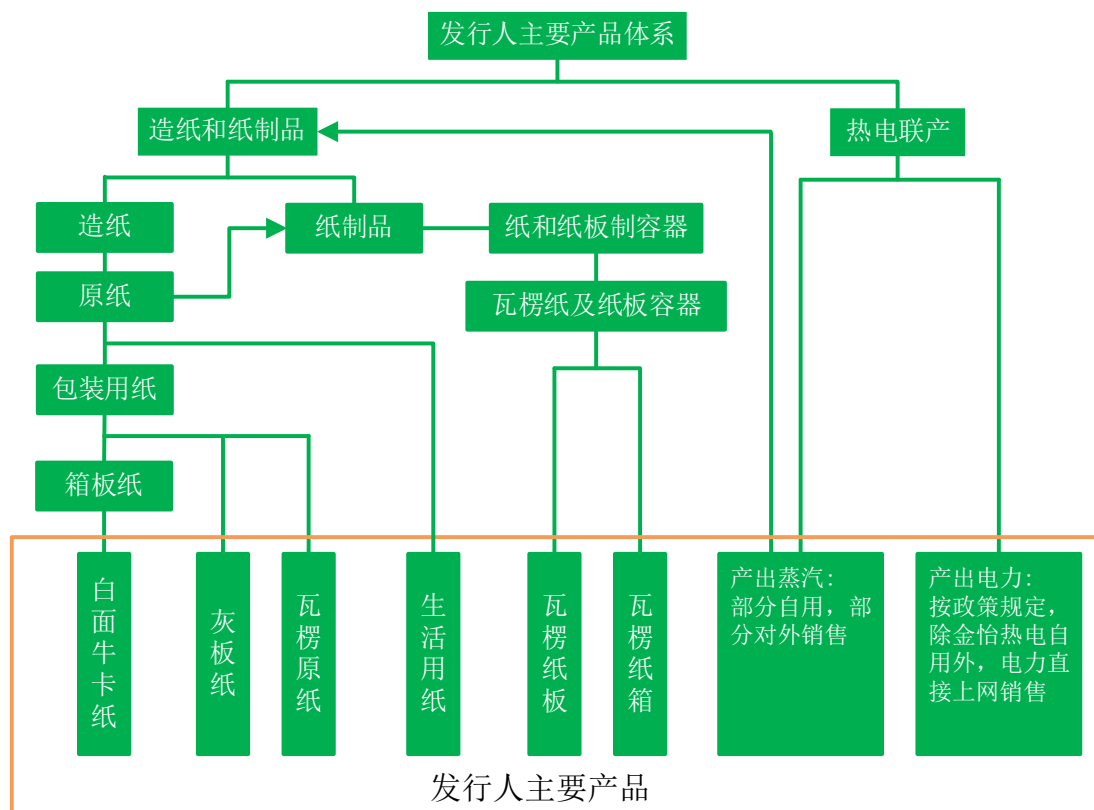 发行人主要产品体系
造纸和纸制品
热电联产
造纸
纸制品
纸和纸板制容器
原纸
瓦楞纸及纸板容器
包装用纸
箱板纸
白面牛卡纸
灰板纸
瓦楞原纸
生活用纸
瓦楞纸板
瓦楞纸箱
产出蒸汽:
部分自用，部
分对外销售
产出电力:
按政策规定，
除金怡热电自
用外，电力直
接上网销售
发行人主要产品